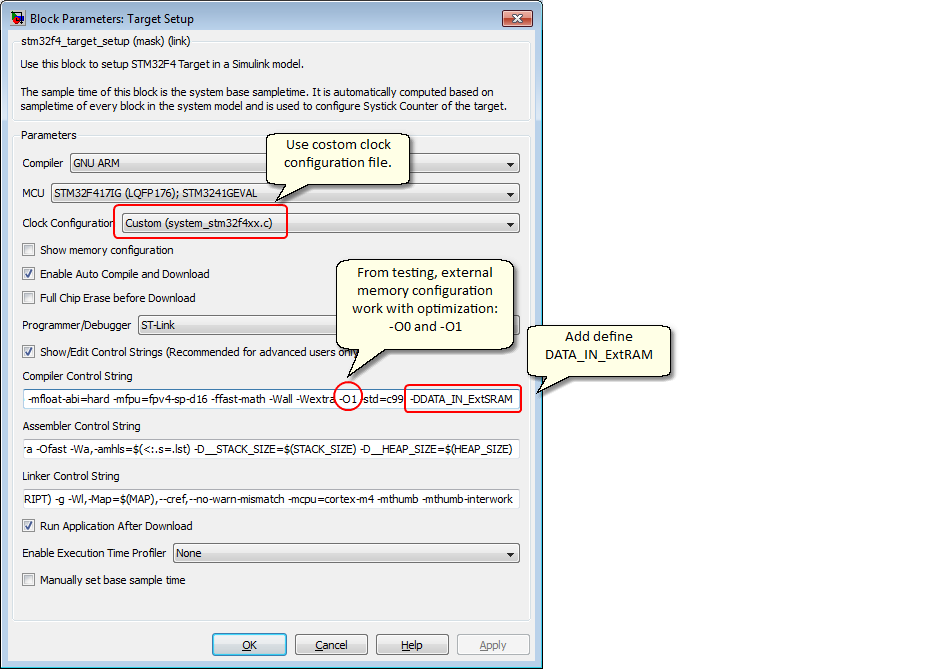 Block Parameters: Target Setup
stm32f4_target_setup (mask) (link)
Use this block to setup STM32F4 Target in a Simulink model.
The sample time of this block is the system base sampletime. It is automatically computed based on
sampletime of every block in the system model and is used to configure Systick Counter of the target.
Parameters
Use costom clock
configuration file.
Compiler GNU ARM
MCU STM32F417IG (LQFP176); STM3241GEVAL
Clock Configuration Custom (system_stm32f4xx.c)
Show memory configuration
Enable Auto Compile and Download
Full Chip Erase before Download
From testing, external
memory configuration
work with optimization:
-O0 and -O1
Programmer/Debugger ST-Link
Add define
DATA_IN_ExtRAM
Show/Edit Control Strings (Recommended for advanced users only
Compiler Control String
-mfloat-abi=hard -mfpu=fpv4-sp-d16 -ffast-math -Wall -Wextra -O1 -std=c99 -DDATA_IN_ExtSRAM
Assembler Control String
ra -Ofast -Wa,-amhls=$(<:.s=.lst) -D__STACK_SIZE=$(STACK_SIZE) -D__HEAP_SIZE=$(HEAP_SIZE)
Linker Control String
RIPT) -g -Wl,-Map=$(MAP),--cref,--no-warn-mismatch -mcpu=cortex-m4 -mthumb -mthumb-interwork
Run Application After Download
Enable Execution Time Profiler None
Manually set base sample time
OK Cancel Help Apply